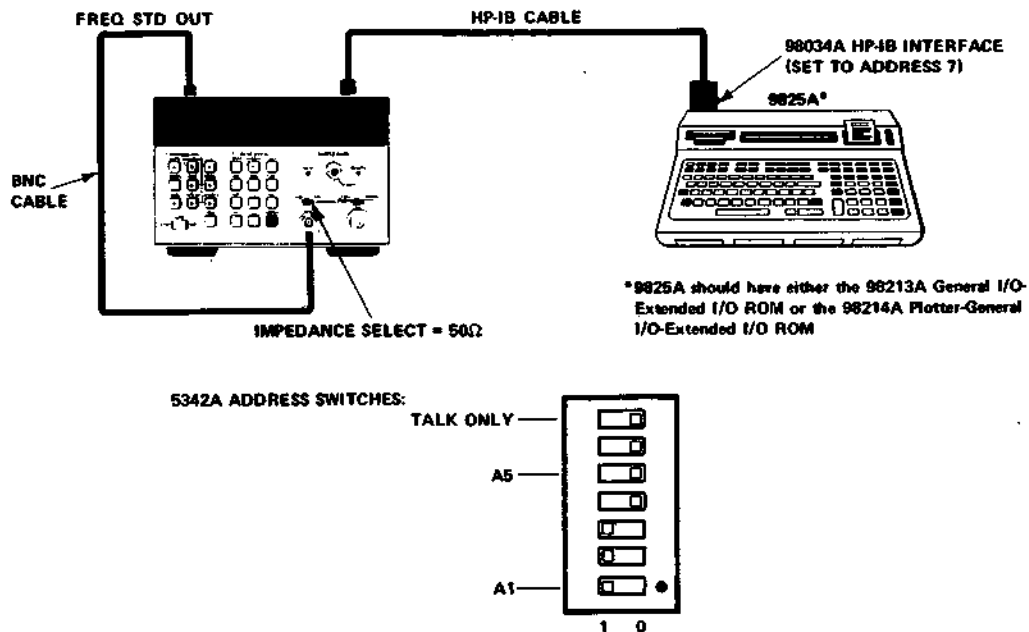 FREQ STD OUT
HP-IB CABLE
98034A HP-IB INTERFACE
(SET TO ADDRESS 7)
9825A*
BNC
CABLE
IMPEDANCE SELECT = 50Ω
*9825A should have either the 98213A General I/O-
Extended I/O ROM or the 98214A Plotter-General
I/O-Extended I/O ROM
5342A ADDRESS SWITCHES:
TALK ONLY
A5
A1
1 0